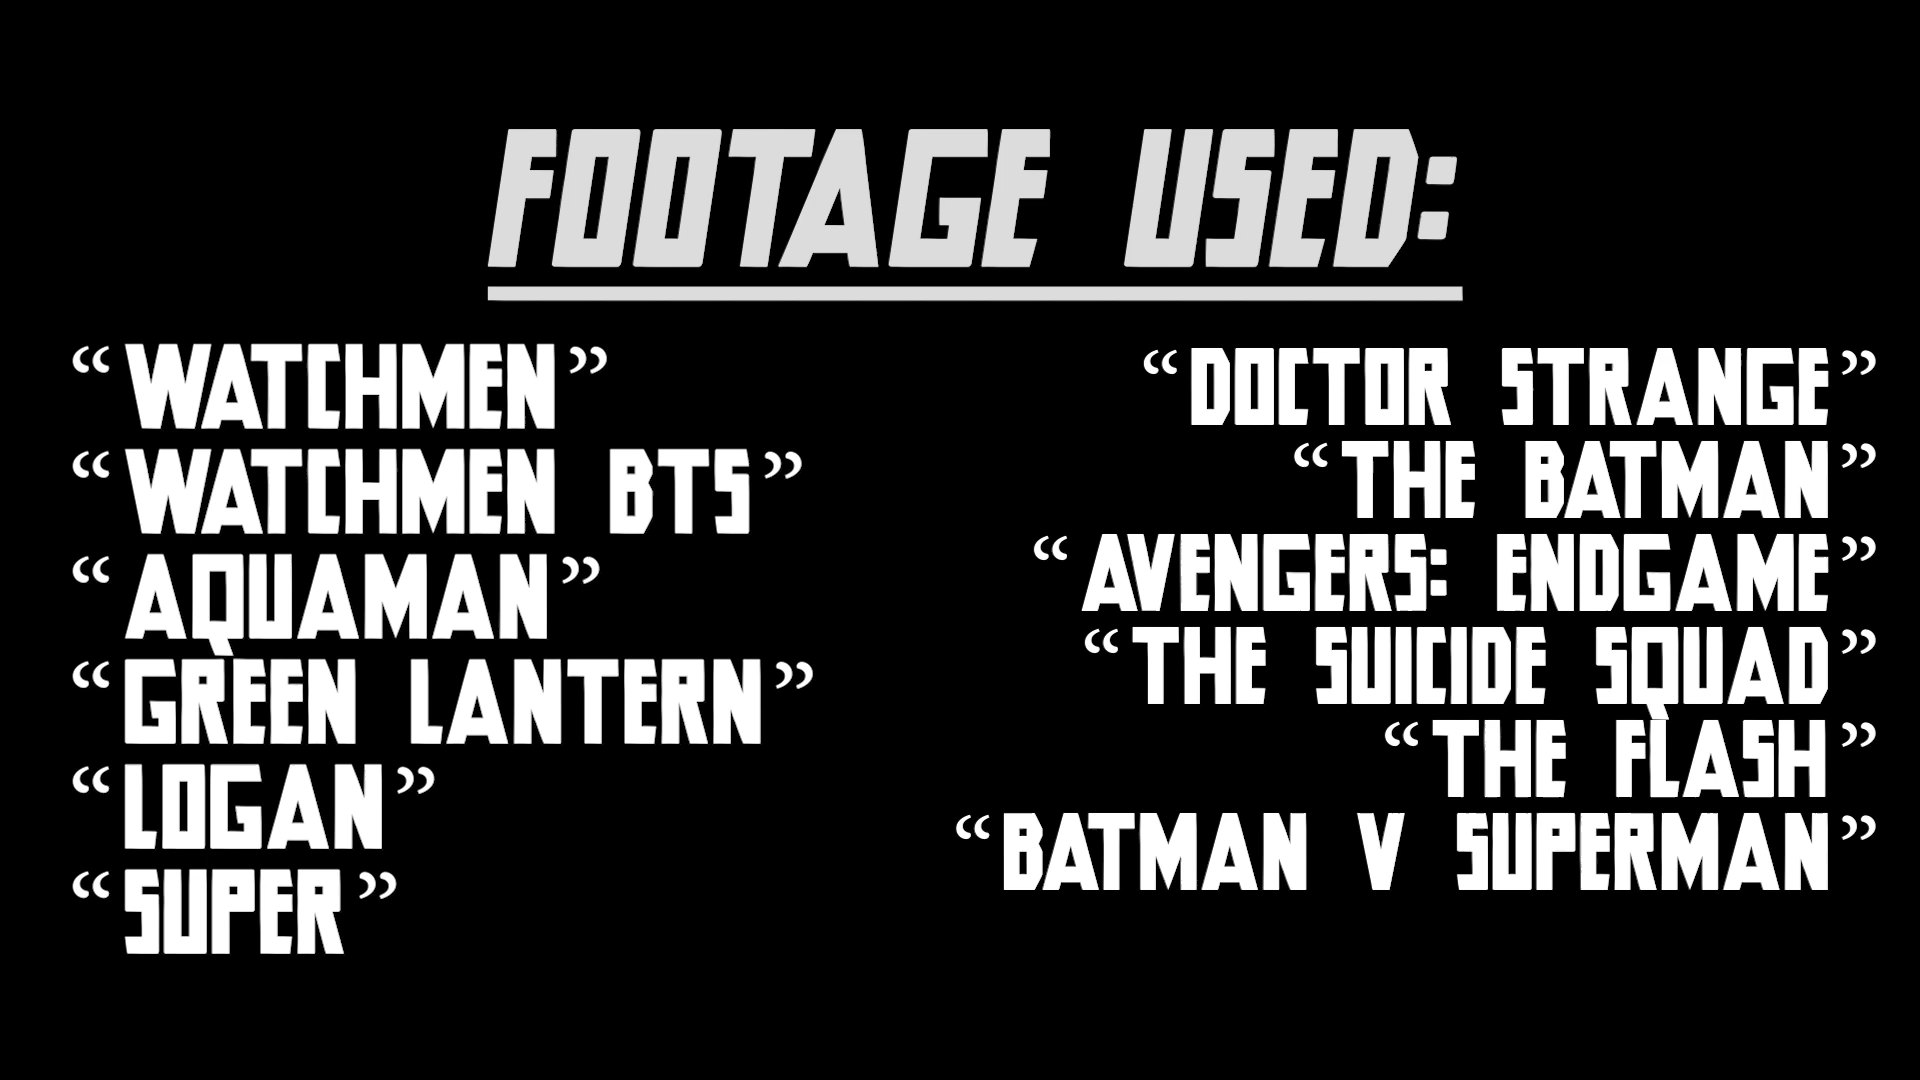 FOOTAGE USED:
“WATCHMEN”
“WATCHMEN BTS”
“AQUAMAN”
“GREEN LANTERN”
“LOGAN”
“SUPER”
“DOCTOR STRANGE”
“THE BATMAN”
“AVENGERS: ENDGAME”
“THE SUICIDE SQUAD”
“THE FLASH”
“BATMAN V SUPERMAN”